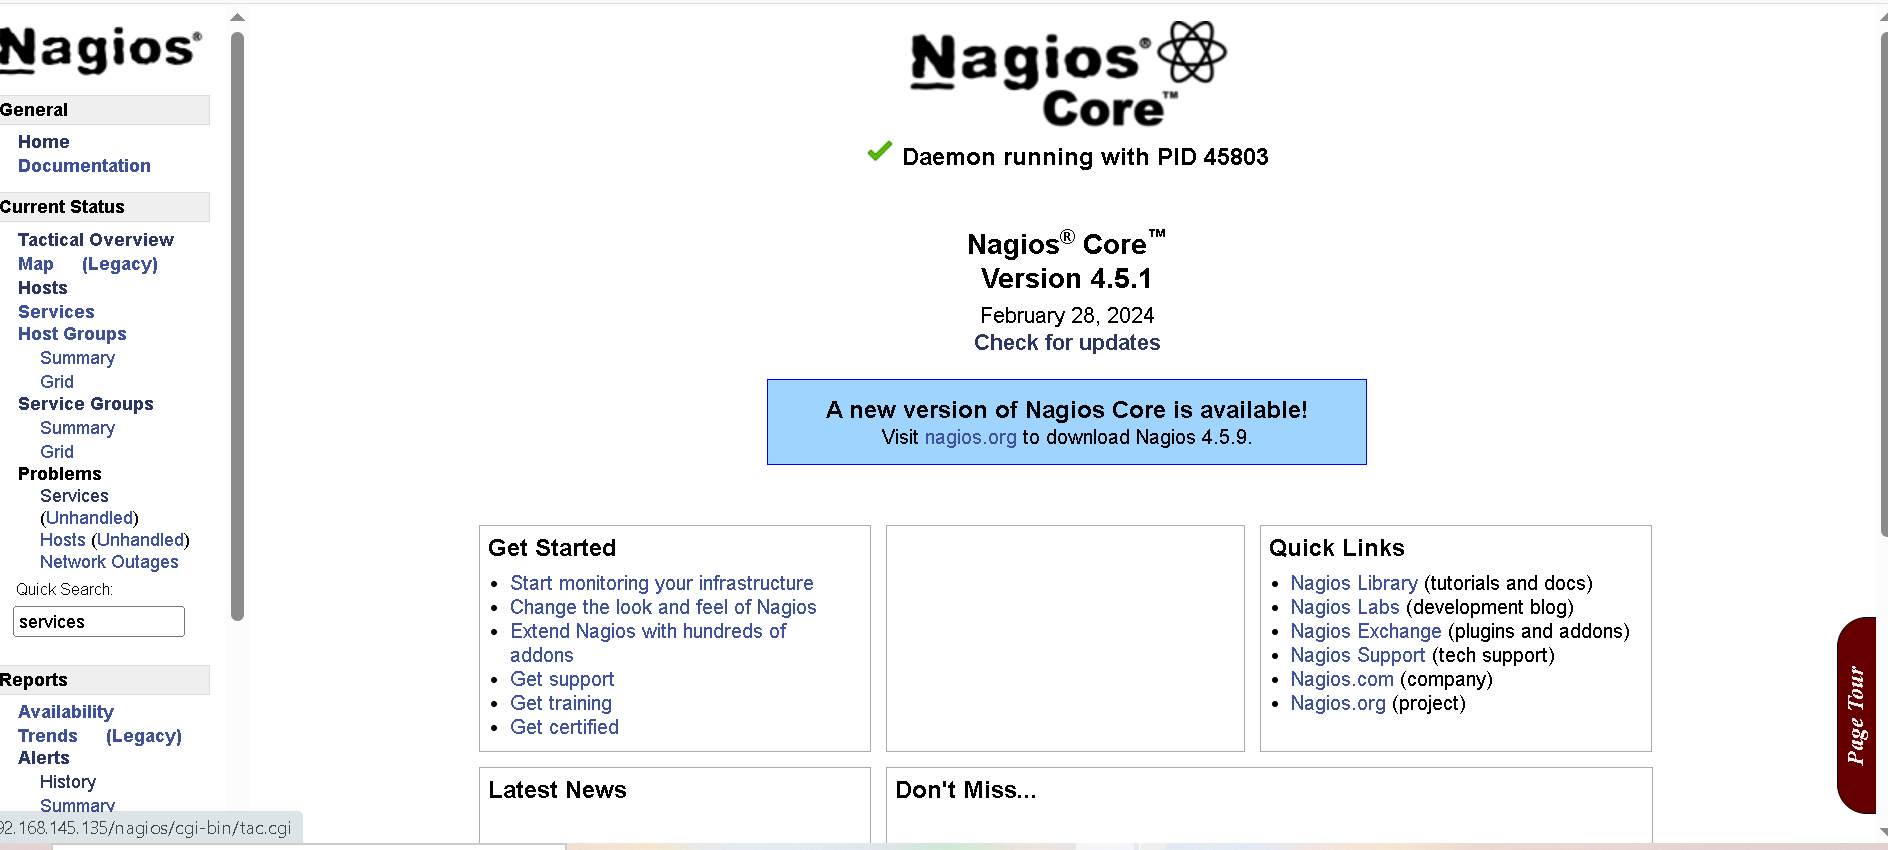 Nagios®
General
Home
Documentation
Current Status
Tactical Overview
Map (Legacy)
Hosts
Services
Host Groups
Summary
Grid
Service Groups
Summary
Grid
Problems
Services
(Unhandled)
Hosts (Unhandled)
Network Outages
Quick Search:
services
Reports
Availability
Trends (Legacy)
Alerts
History
Summary
92.168.145.135/nagios/cgi-bin/tac.cgi
Nagios®
Core™
Daemon running with PID 45803
Nagios® Core™
Version 4.5.1
February 28, 2024
Check for updates
A new version of Nagios Core is available!
Visit nagios.org to download Nagios 4.5.9.
Get Started
• Start monitoring your infrastructure
• Change the look and feel of Nagios
• Extend Nagios with hundreds of
addons
• Get support
• Get training
• Get certified
Quick Links
• Nagios Library (tutorials and docs)
• Nagios Labs (development blog)
• Nagios Exchange (plugins and addons)
• Nagios Support (tech support)
• Nagios.com (company)
• Nagios.org (project)
Latest News
Don't Miss...
Page Tour